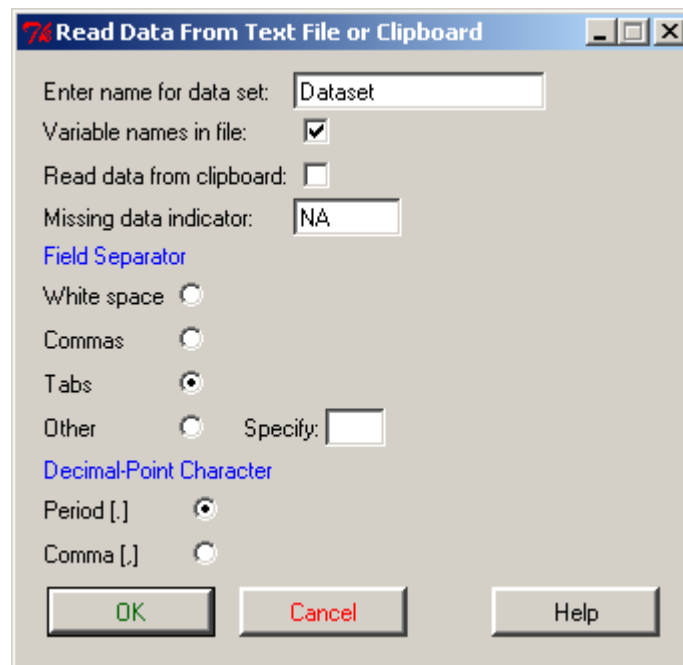 Read Data From Text File or Clipboard
Enter name for data set: Dataset
Variable names in file:
Read data from clipboard:
Missing data indicator: NA
Field Separator
White space
Commas
Tabs
Other Specify:
Decimal-Point Character
Period [.]
Comma [,]
OK Cancel Help